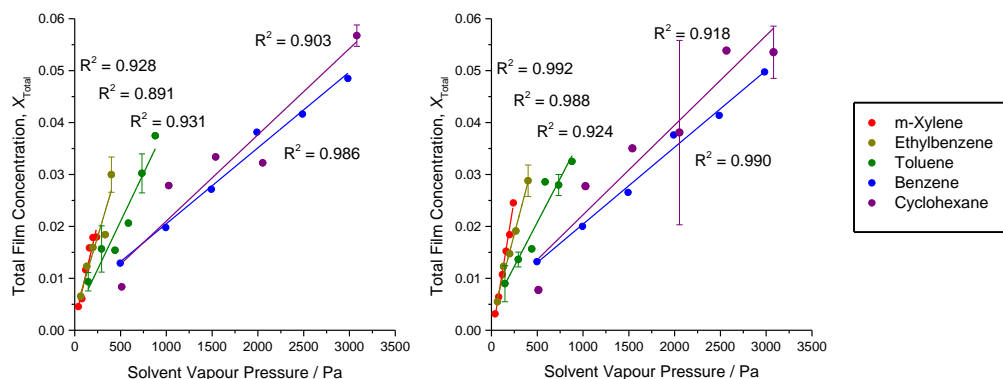 0.06
0.05
0.04
0.03
0.02
0.01
0.00
0 500 1000 1500 2000 2500 3000 3500
Total Film Concentration, X_Total
Solvent Vapour Pressure / Pa
R² = 0.903
R² = 0.928
R² = 0.891
R² = 0.931
R² = 0.986
0.06
0.05
0.04
0.03
0.02
0.01
0.00
0 500 1000 1500 2000 2500 3000 3500
Total Film Concentration, X_Total
Solvent Vapour Pressure / Pa
R² = 0.918
R² = 0.992
R² = 0.988
R² = 0.924
R² = 0.990
m-Xylene
Ethylbenzene
Toluene
Benzene
Cyclohexane